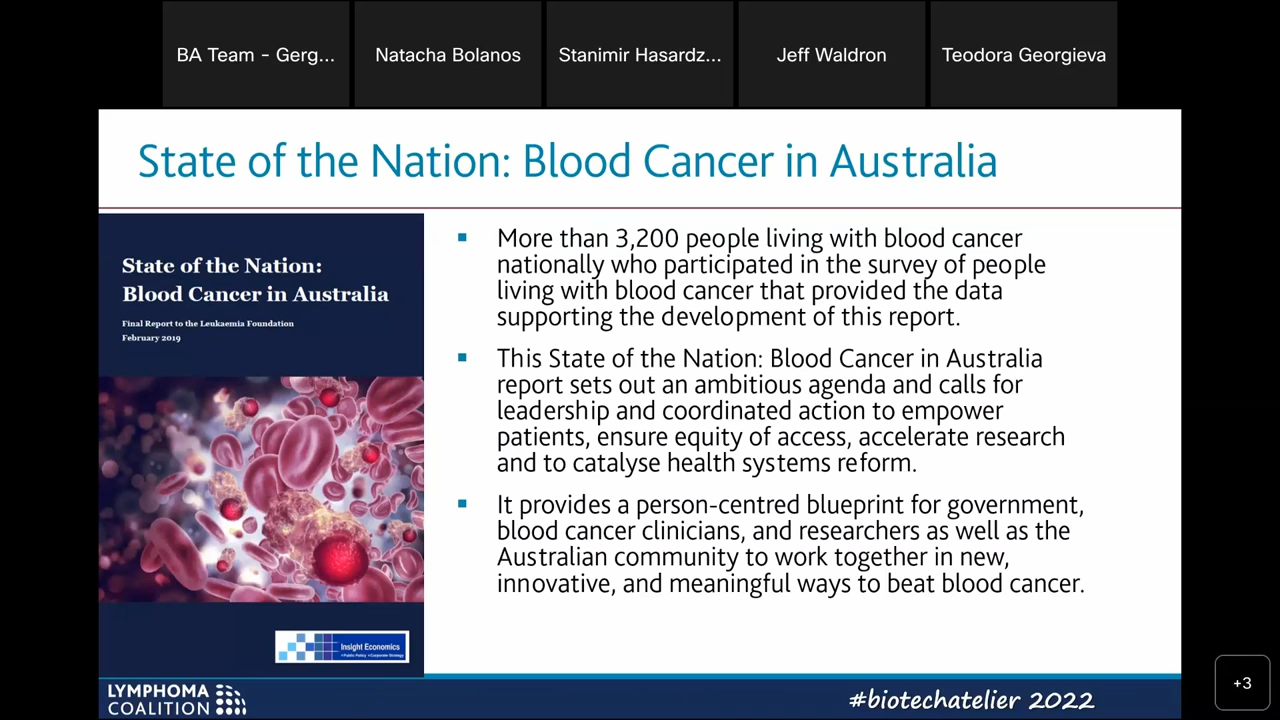 BA Team - Gerg...
Natacha Bolanos
Stanimir Hasardz...
Jeff Waldron
Teodora Georgieva
State of the Nation: Blood Cancer in Australia
State of the Nation:
Blood Cancer in Australia
Final Report to the Leukaemia Foundation
February 2019
Insight Economics
•Public Policy •Corporate Strategy
▪ More than 3,200 people living with blood cancer
nationally who participated in the survey of people
living with blood cancer that provided the data
supporting the development of this report.
▪ This State of the Nation: Blood Cancer in Australia
report sets out an ambitious agenda and calls for
leadership and coordinated action to empower
patients, ensure equity of access, accelerate research
and to catalyse health systems reform.
▪ It provides a person-centred blueprint for government,
blood cancer clinicians, and researchers as well as the
Australian community to work together in new,
innovative, and meaningful ways to beat blood cancer.
LYMPHOMA
COALITION
#biotechatelier 2022
+3